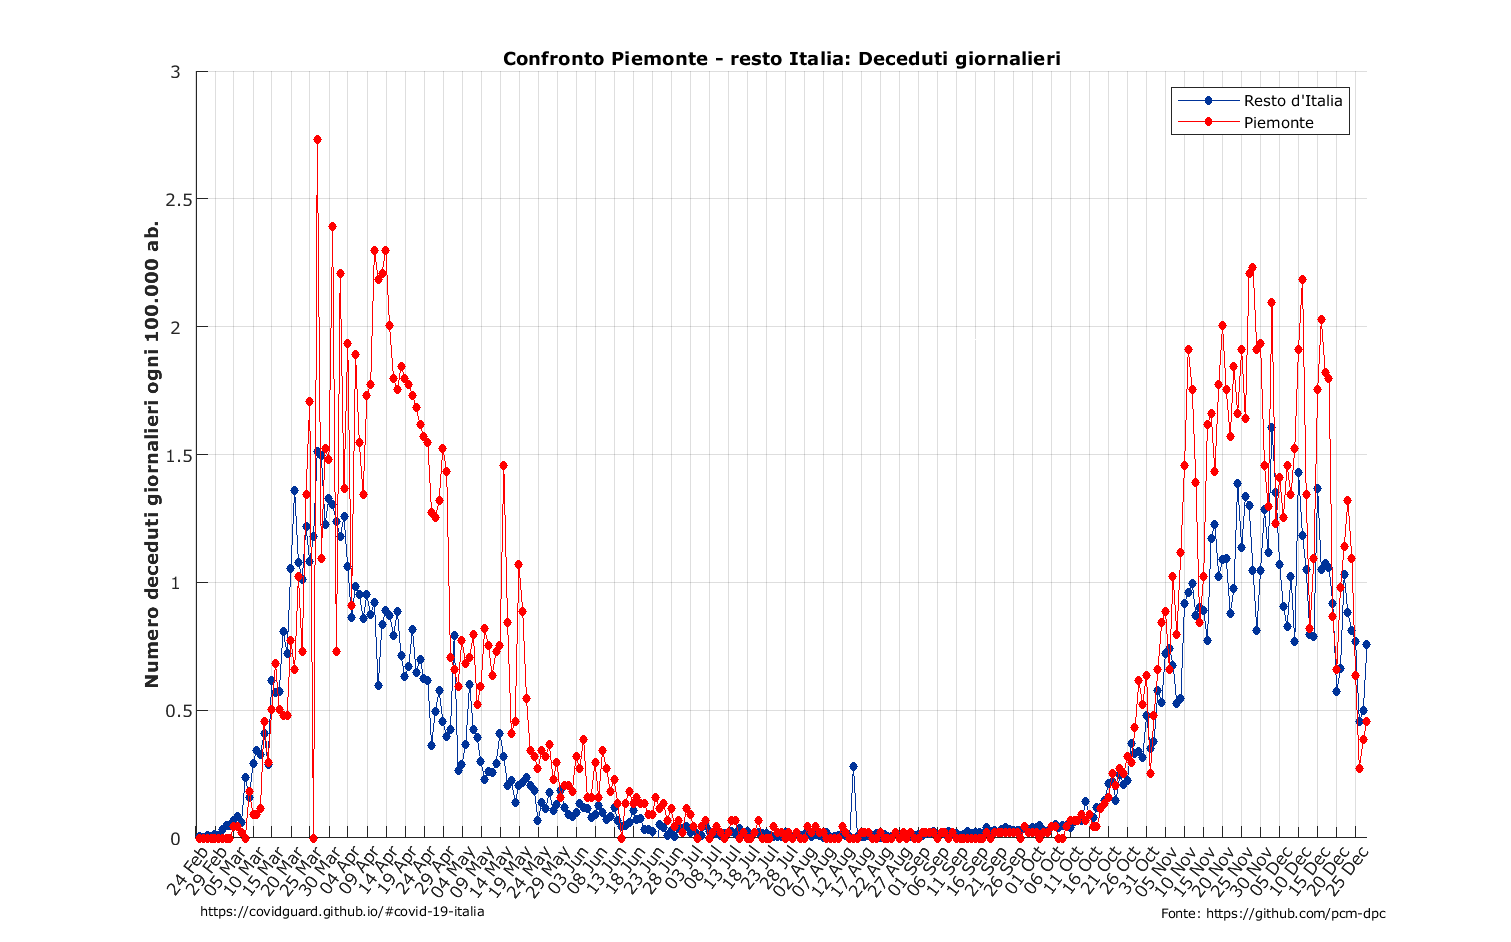 Confronto Piemonte - resto Italia: Deceduti giornalieri
Resto d'Italia
Piemonte
Numero deceduti giornalieri ogni 100.000 ab.
3
2.5
2
1.5
1
0.5
0
24 Feb
29 Feb
05 Mar
10 Mar
15 Mar
20 Mar
25 Mar
30 Mar
04 Apr
09 Apr
14 Apr
19 Apr
24 Apr
29 Apr
04 May
09 May
14 May
19 May
24 May
29 May
03 Jun
08 Jun
13 Jun
18 Jun
23 Jun
28 Jun
03 Jul
08 Jul
13 Jul
18 Jul
23 Jul
28 Jul
02 Aug
07 Aug
12 Aug
17 Aug
22 Aug
27 Aug
01 Sep
06 Sep
11 Sep
16 Sep
21 Sep
26 Sep
01 Oct
06 Oct
11 Oct
16 Oct
21 Oct
26 Oct
31 Oct
05 Nov
10 Nov
15 Nov
20 Nov
25 Nov
30 Nov
05 Dec
10 Dec
15 Dec
20 Dec
25 Dec
https://covidguard.github.io/#covid-19-italia
Fonte: https://github.com/pcm-dpc